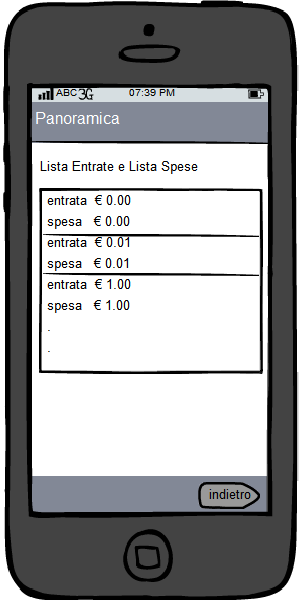 ABC 3G 07:39 PM
Panoramica
Lista Entrate e Lista Spese
entrata € 0.00
spesa € 0.00
entrata € 0.01
spesa € 0.01
entrata € 1.00
spesa € 1.00
.
.
indietro